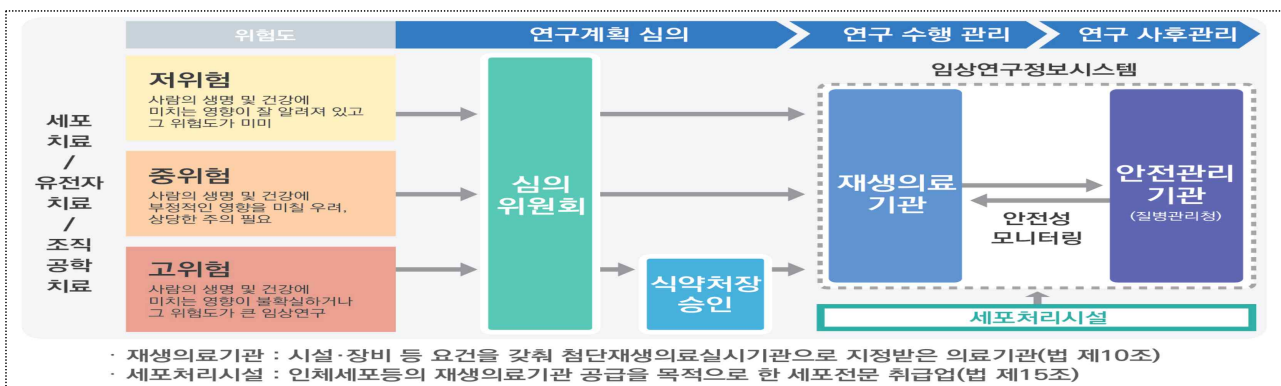 위험도
연구계획 심의
연구 수행 관리
연구 사후관리
세포
치료
/
유전자
치료
/
조직
공학
치료
저위험
사람의 생명 및 건강에
미치는 영향이 잘 알려져 있고
그 위험도가 미미
중위험
사람의 생명 및 건강에
부정적인 영향을 미칠 우려,
상당한 주의 필요
고위험
사람의 생명 및 건강에
미치는 영향이 불확실하거나
그 위험도가 큰 임상연구
심의
위원회
식약처장
승인
임상연구정보시스템
재생의료
기관
안전성
모니터링
안전관리
기관
(질병관리청)
세포처리시설
· 재생의료기관 : 시설·장비 등 요건을 갖춰 첨단재생의료실시기관으로 지정받은 의료기관(법 제10조)
· 세포처리시설 : 인체세포등의 재생의료기관 공급을 목적으로 한 세포전문 취급업(법 제15조)